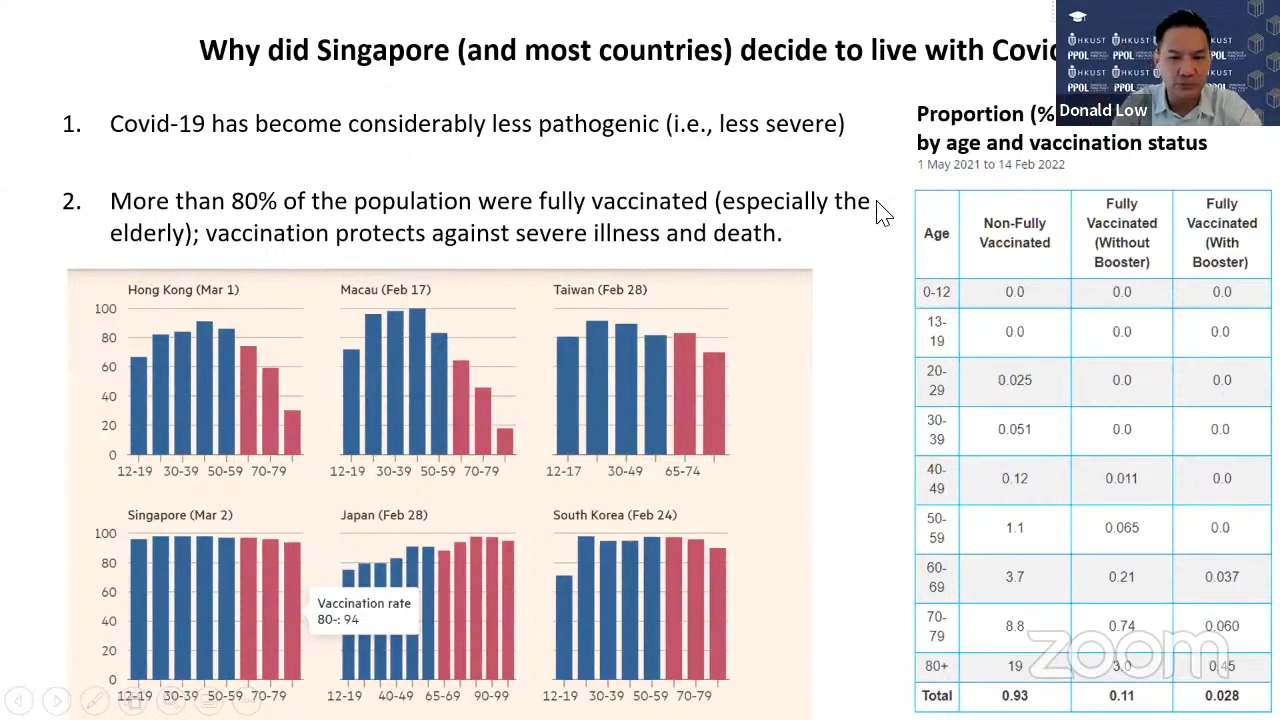 Why did Singapore (and most countries) decide to live with Covid
HKUST HKUST
PPOL PPOL
HKUST HKUST
PPOL PPOL
Donald Low
1. Covid-19 has become considerably less pathogenic (i.e., less severe)
2. More than 80% of the population were fully vaccinated (especially the
elderly); vaccination protects against severe illness and death.
Hong Kong (Mar 1) Macau (Feb 17) Taiwan (Feb 28)
100
80
60
40
20
0
12-19 30-39 50-59 70-79 12-19 30-39 50-59 70-79 12-17 30-49 65-74
Singapore (Mar 2) Japan (Feb 28) South Korea (Feb 24)
100
80
60
40
20
0
Vaccination rate
80-: 94
12-19 30-39 50-59 70-79 12-19 40-49 65-69 90-99 12-19 30-39 50-59 70-79
Proportion (%
by age and vaccination status
1 May 2021 to 14 Feb 2022
Age Non-Fully Vaccinated Fully Vaccinated (Without Booster) Fully Vaccinated (With Booster)
0-12 0.0 0.0 0.0
13-19 0.0 0.0 0.0
20-29 0.025 0.0 0.0
30-39 0.051 0.0 0.0
40-49 0.12 0.011 0.0
50-59 1.1 0.065 0.0
60-69 3.7 0.21 0.037
70-79 8.8 0.74 0.060
80+ 19 3.0 0.45
Total 0.93 0.11 0.028
zoom